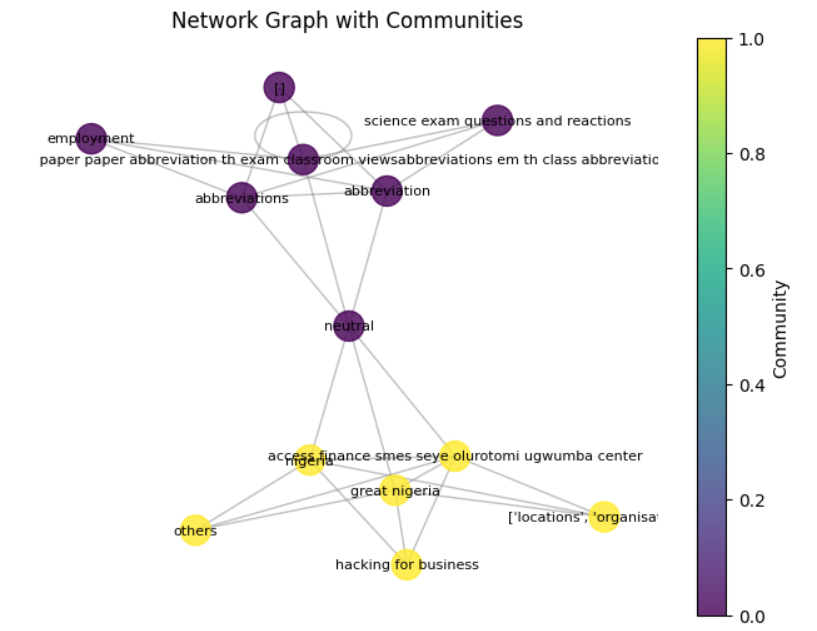 Network Graph with Communities
[]
science exam questions and reactions
employment
paper paper abbreviation th exam classroom viewsabbreviations em th class abbreviatio
abbreviations
abbreviation
neutral
access finance smes seye olurotomi ugwumba center
nigeria
great nigeria
['locations', 'organisat
others
hacking for business
1.0
0.8
0.6
0.4
0.2
0.0
Community